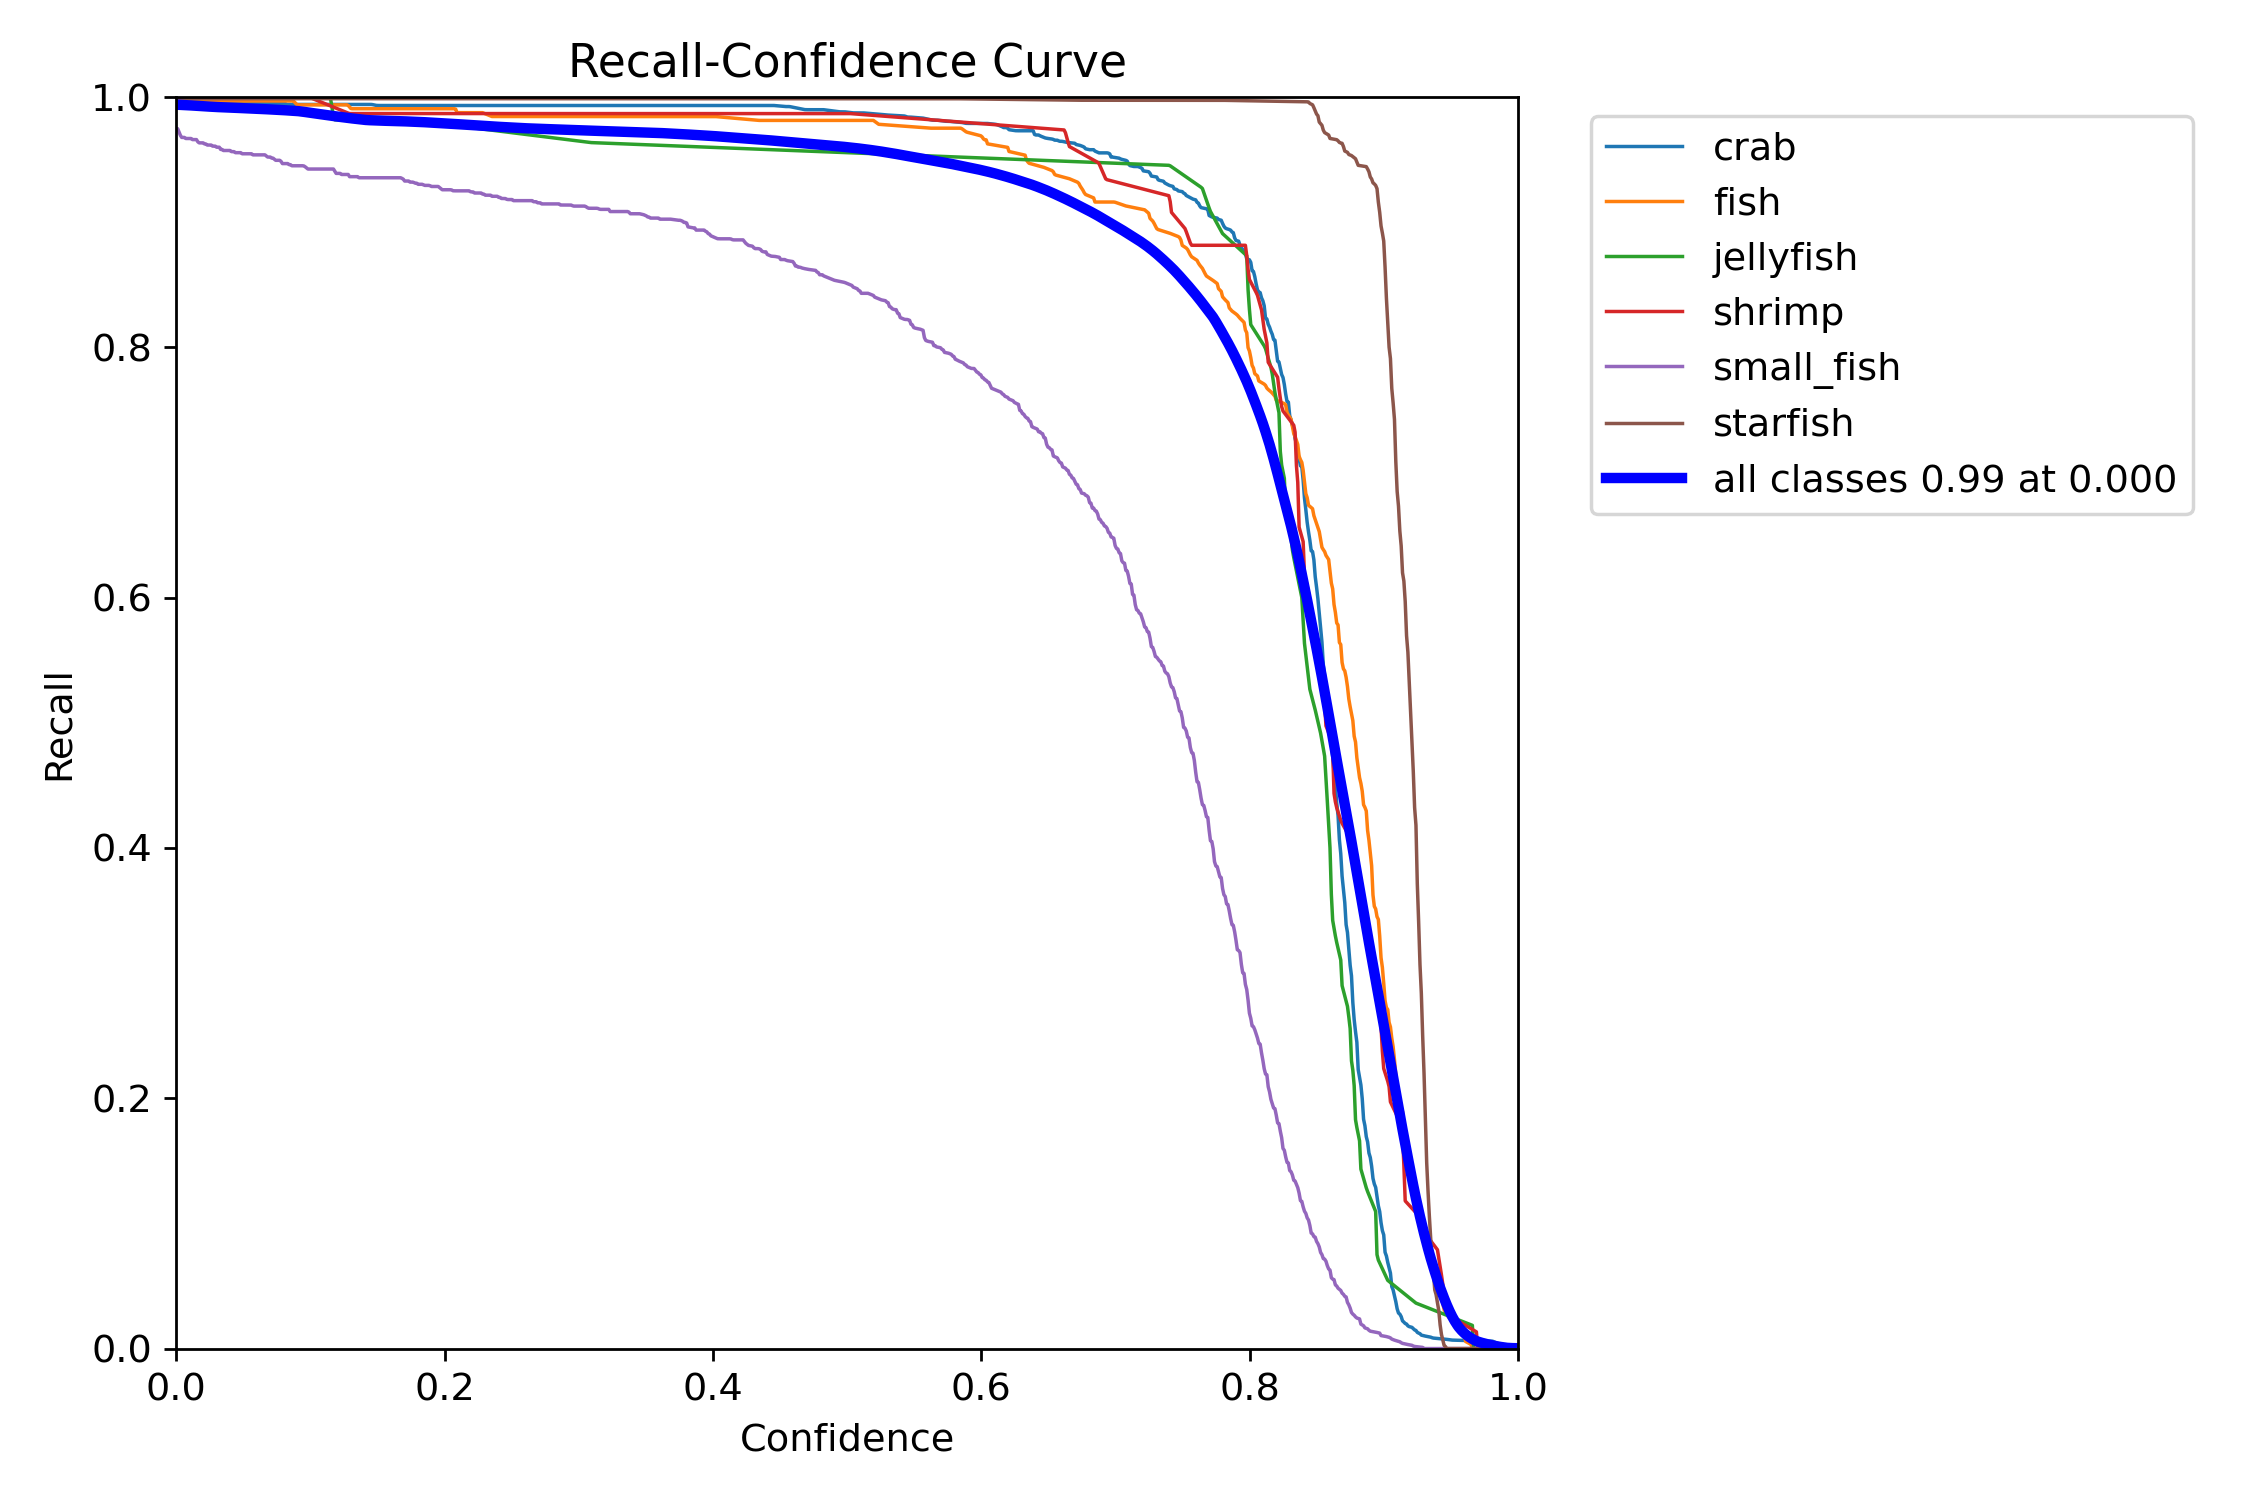 Recall-Confidence Curve
1.0
0.8
0.6
0.4
0.2
0.0
Recall
0.0 0.2 0.4 0.6 0.8 1.0
Confidence
crab
fish
jellyfish
shrimp
small_fish
starfish
all classes 0.99 at 0.000